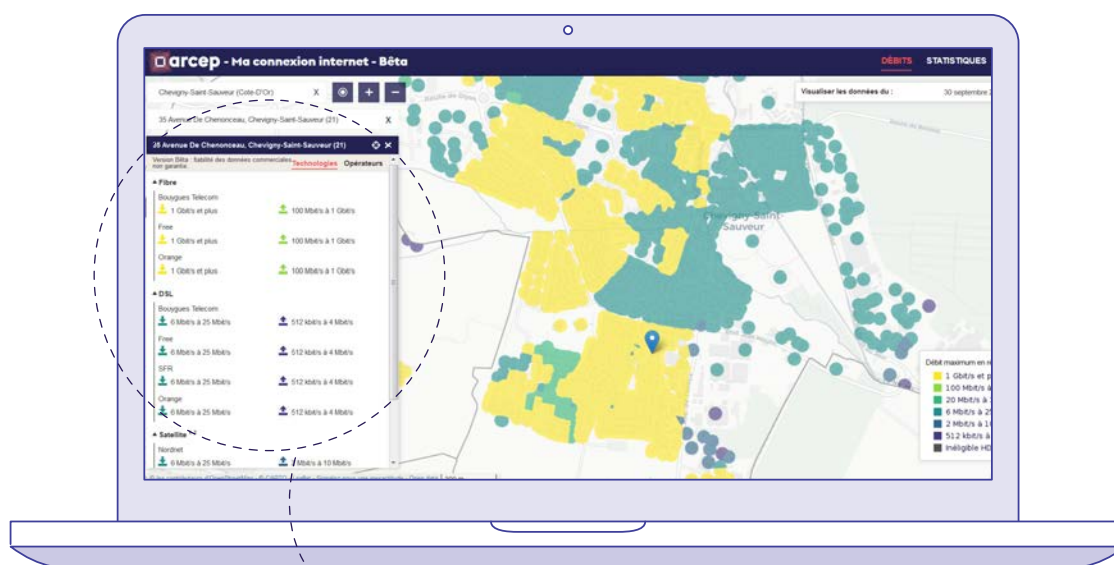 arcep - Ma connexion internet - Bêta
DÉBITS STATISTIQUES
Chevigny-Saint-Sauveur (Cote-D'Or) X + −
35 Avenue De Chenonceau, Chevigny-Saint-Sauveur (21) X
Visualiser les données du : 30 septembre 2
35 Avenue De Chenonceau, Chevigny-Saint-Sauveur (21)
Version Bêta : fiabilité des données commerciales
non garantie.
Technologies Opérateurs
Fibre
Bouygues Telecom
1 Gbit/s et plus 100 Mbit/s à 1 Gbit/s
Free
1 Gbit/s et plus 100 Mbit/s à 1 Gbit/s
Orange
1 Gbit/s et plus 100 Mbit/s à 1 Gbit/s
DSL
Bouygues Telecom
6 Mbit/s à 25 Mbit/s 512 kbit/s à 4 Mbit/s
Free
6 Mbit/s à 25 Mbit/s 512 kbit/s à 4 Mbit/s
SFR
6 Mbit/s à 25 Mbit/s 512 kbit/s à 4 Mbit/s
Orange
6 Mbit/s à 25 Mbit/s 512 kbit/s à 4 Mbit/s
Satellite
Nordnet
6 Mbit/s à 25 Mbit/s Mbit/s à 10 Mbit/s
Chevigny-Saint-
Sauveur
Débit maximum en
1 Gbit/s et p
100 Mbit/s à
20 Mbit/s à
6 Mbit/s à 25
2 Mbit/s à 10
512 kbit/s à
Inéligible HD